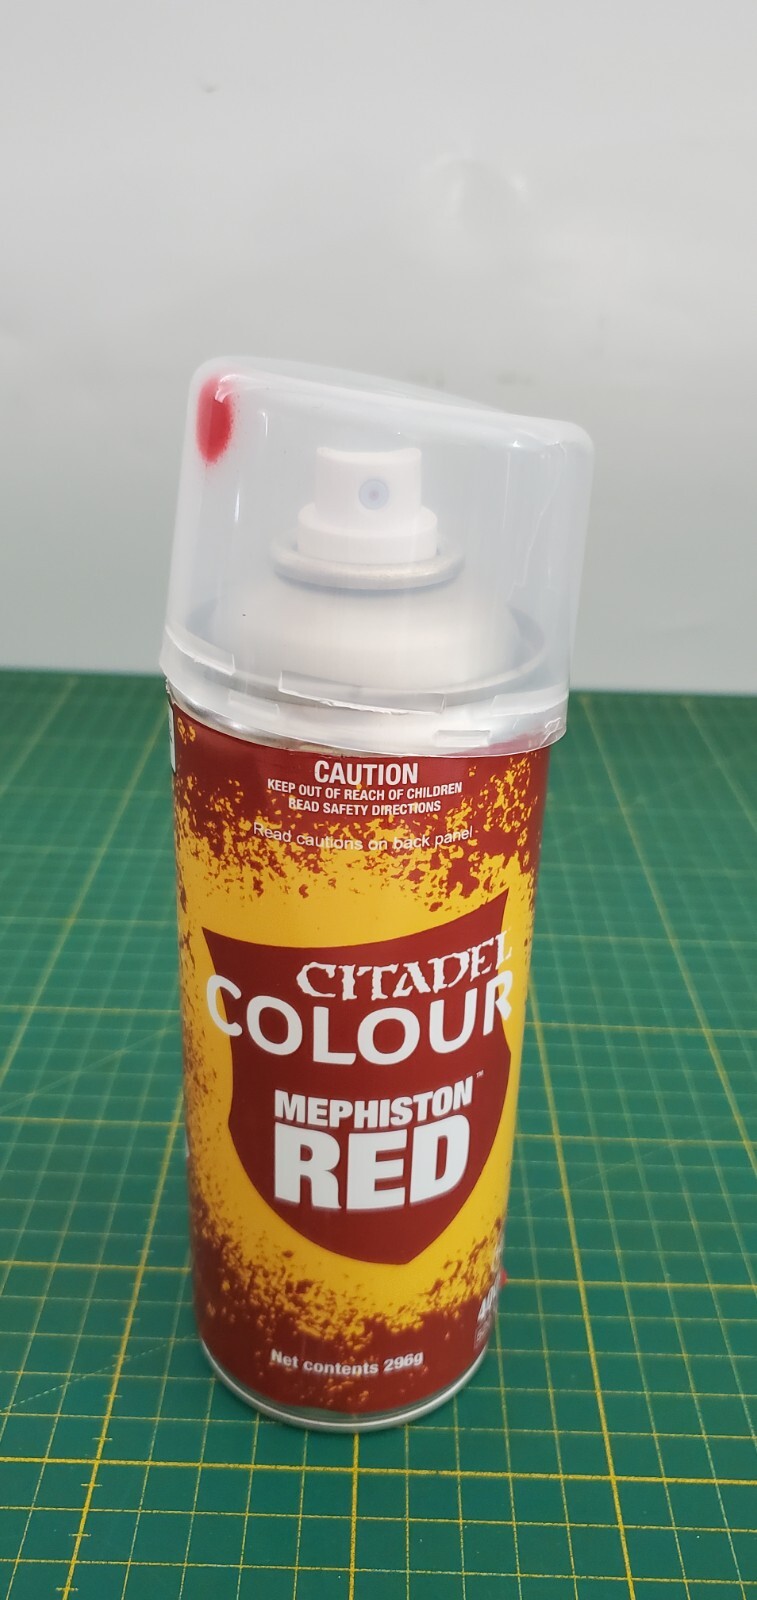 CAUTION
KEEP OUT OF REACH OF CHILDREN
READ SAFETY DIRECTIONS
Read cautions on back panel
CITADEL
COLOUR
MEPHISTON™
RED
Net contents 296g